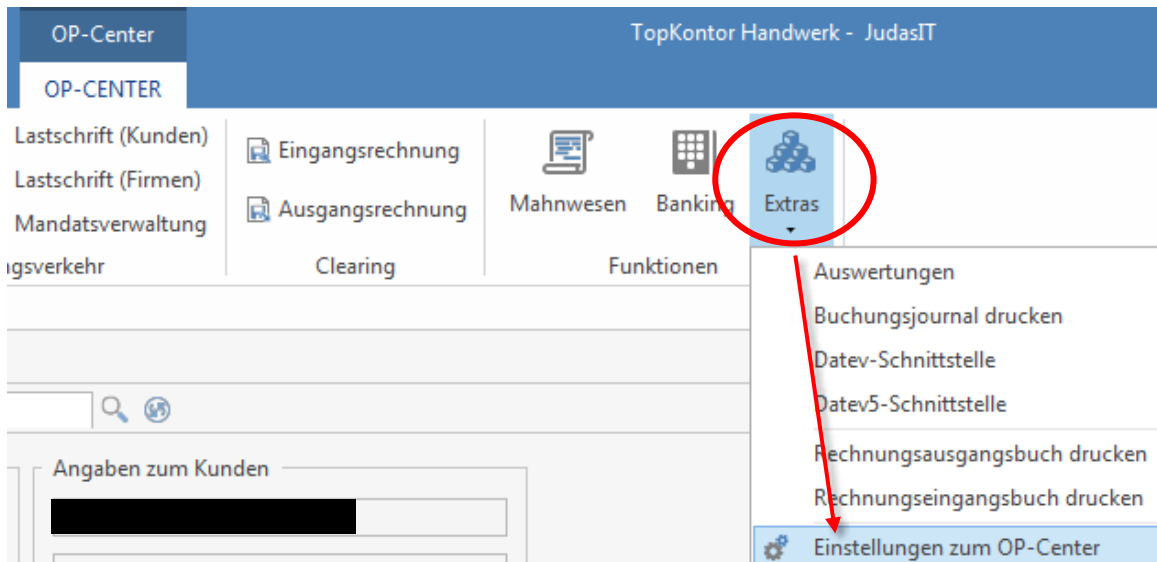 OP-Center
TopKontor Handwerk - JudasIT
OP-CENTER
Lastschrift (Kunden)
Lastschrift (Firmen)
Mandatsverwaltung
gsverkehr
Eingangsrechnung
Ausgangsrechnung
Clearing
Mahnwesen
Banking
Extras
Funktionen
Auswertungen
Buchungsjournal drucken
Datev-Schnittstelle
Datev5-Schnittstelle
Rechnungsausgangsbuch drucken
Rechnungseingangsbuch drucken
Einstellungen zum OP-Center
Angaben zum Kunden